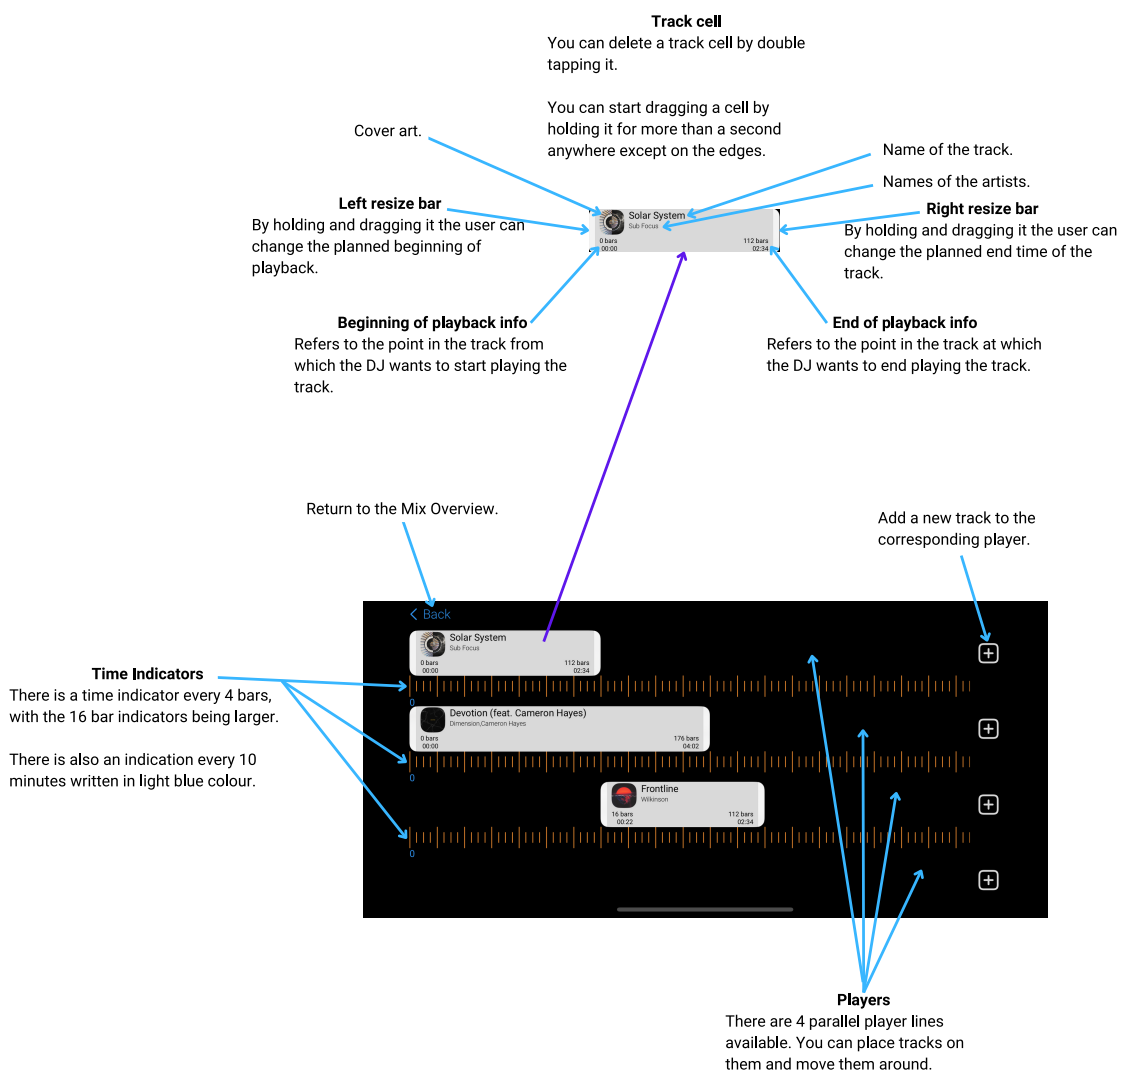 Track cell
You can delete a track cell by double
tapping it.
You can start dragging a cell by
holding it for more than a second
anywhere except on the edges.
Cover art.
Name of the track.
Names of the artists.
Left resize bar
By holding and dragging it the user can
change the planned beginning of
playback.
Solar System
Sub Focus
0 bars
00:00
112 bars
02:34
Right resize bar
By holding and dragging it the user can
change the planned end time of the
track.
Beginning of playback info
Refers to the point in the track from
which the DJ wants to start playing the
track.
End of playback info
Refers to the point in the track at which
the DJ wants to end playing the track.
Return to the Mix Overview.
Add a new track to the
corresponding player.
Back
Solar System
Sub Focus
0 bars
00:00
112 bars
02:34
0
Time Indicators
There is a time indicator every 4 bars,
with the 16 bar indicators being larger.
There is also an indication every 10
minutes written in light blue colour.
Devotion (feat. Cameron Hayes)
Dimension,Cameron Hayes
0 bars
00:00
176 bars
04:02
0
Frontline
Wilkinson
16 bars
00:22
112 bars
02:34
0
Players
There are 4 parallel player lines
available. You can place tracks on
them and move them around.